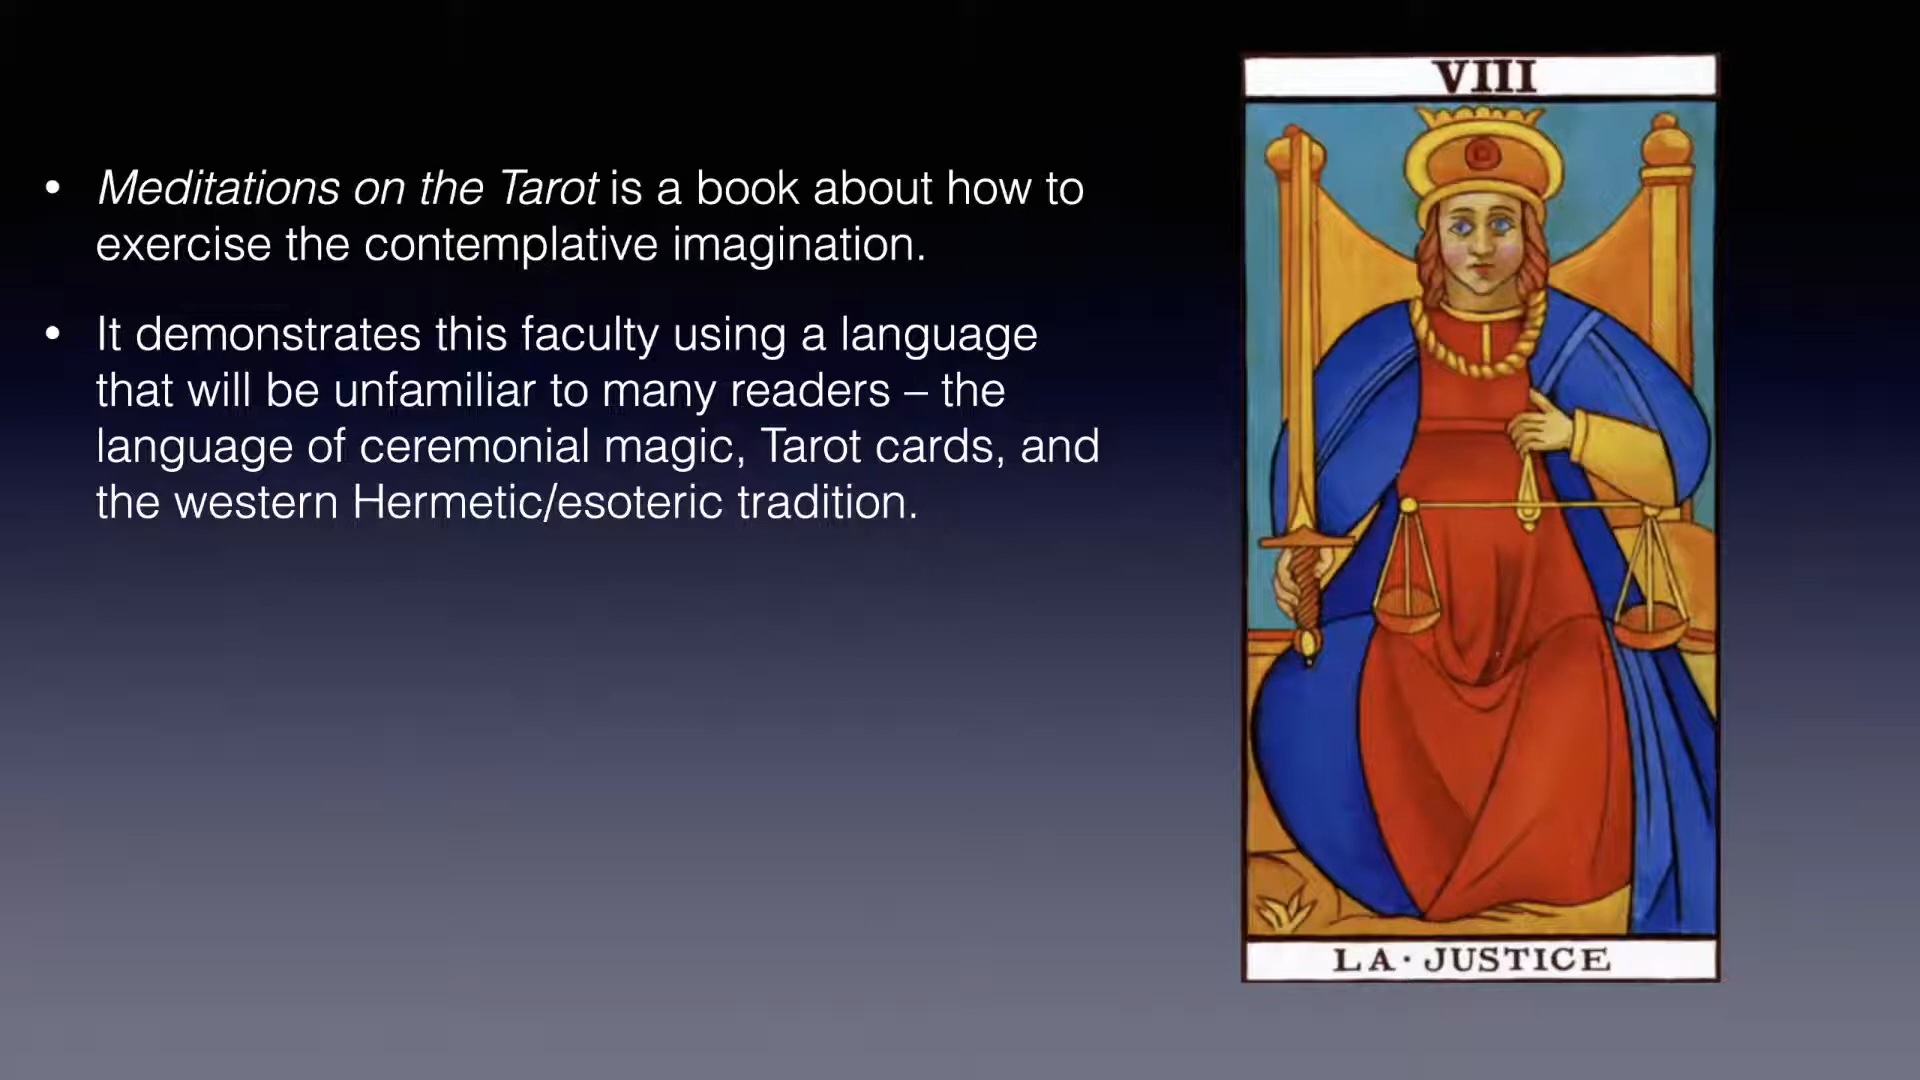 • Meditations on the Tarot is a book about how to
exercise the contemplative imagination.
• It demonstrates this faculty using a language
that will be unfamiliar to many readers – the
language of ceremonial magic, Tarot cards, and
the western Hermetic/esoteric tradition.
VIII
LA · JUSTICE